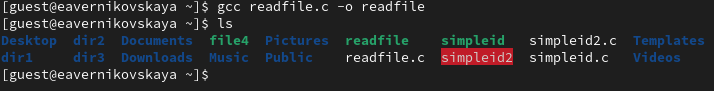 [guest@eavernikovskaya ~]$ gcc readfile.c -o readfile
[guest@eavernikovskaya ~]$ ls
Desktop dir2 Documents file4 Pictures readfile simpleid simpleid2.c Templates
dir1 dir3 Downloads Music Public readfile.c simpleid2 simpleid.c Videos
[guest@eavernikovskaya ~]$